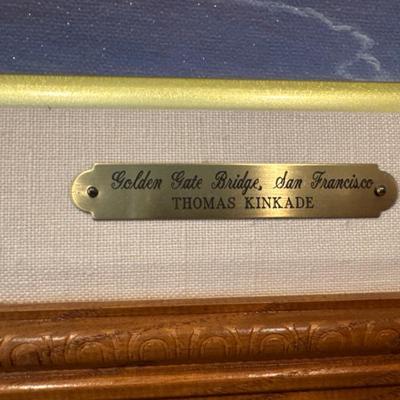 Golden Gate Bridge, San Francisco
THOMAS KINKADE